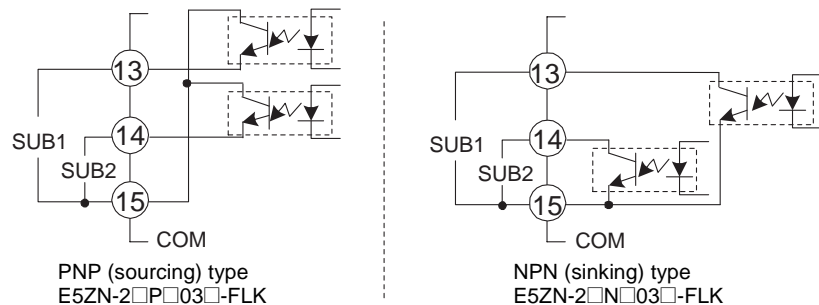 13
14
15
SUB1
SUB2
COM
PNP (sourcing) type
E5ZN-2□P□03□-FLK
13
14
15
SUB1
SUB2
COM
NPN (sinking) type
E5ZN-2□N□03□-FLK